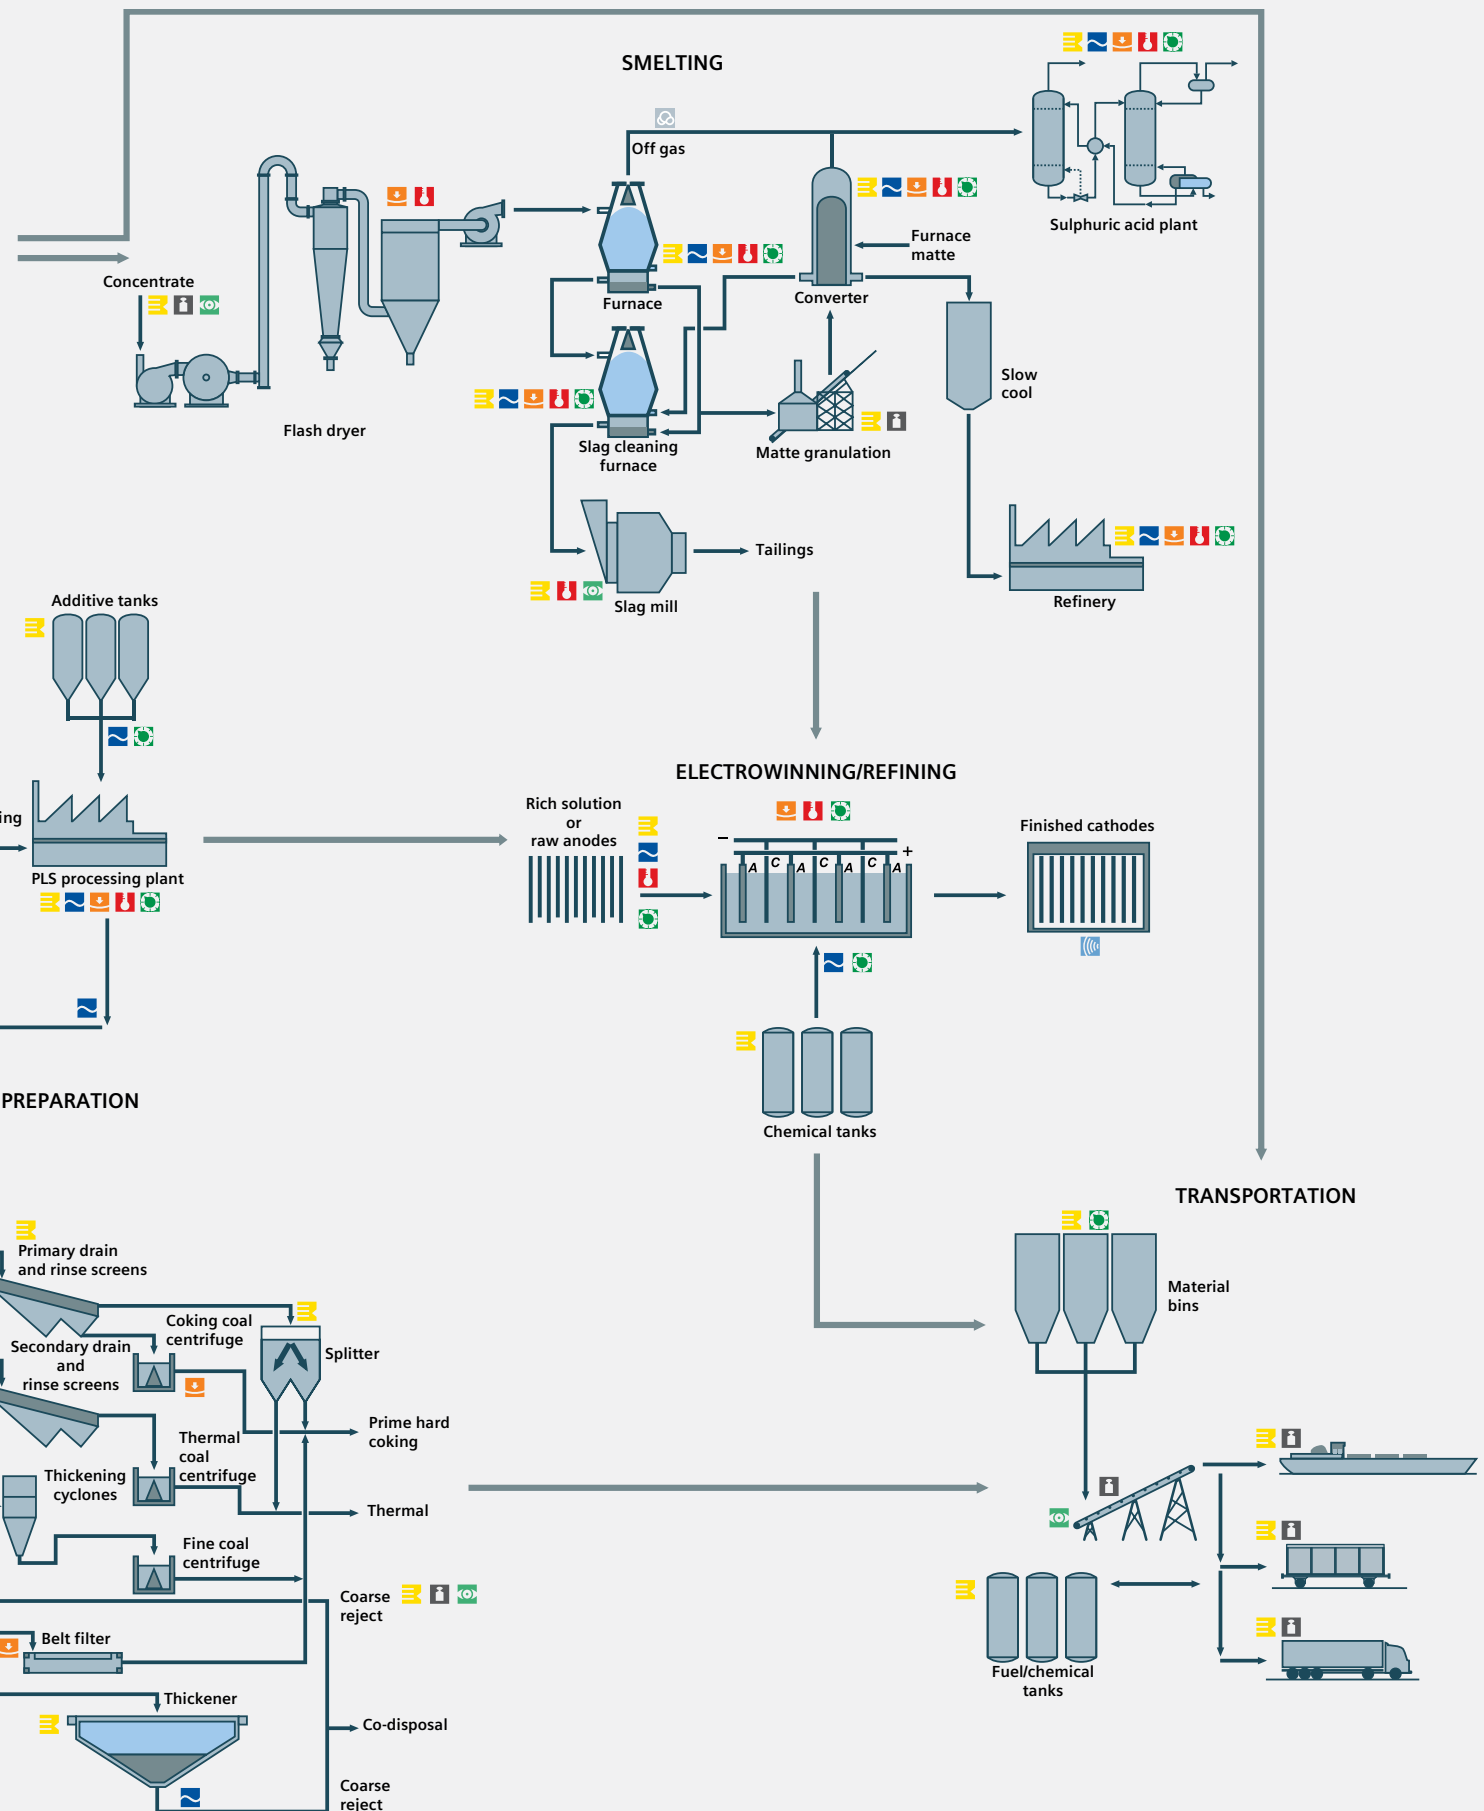 SMELTING
Off gas
Sulphuric acid plant
Furnace
matte
Concentrate
Furnace
Converter
Slow
cool
Flash dryer
Slag cleaning
furnace
Matte granulation
Tailings
Slag mill
Refinery
Additive tanks
ELECTROWINNING/REFINING
Rich solution
or
raw anodes
ing
– +
A C A C A C A
Finished cathodes
PLS processing plant
Chemical tanks
PREPARATION
TRANSPORTATION
Primary drain
and rinse screens
Material
bins
Coking coal
centrifuge
Secondary drain
and
rinse screens
Splitter
Prime hard
coking
Thermal
coal
centrifuge
Thickening
cyclones
Thermal
Fine coal
centrifuge
Coarse
reject
Belt filter
Fuel/chemical
tanks
Thickener
Co-disposal
Coarse
reject